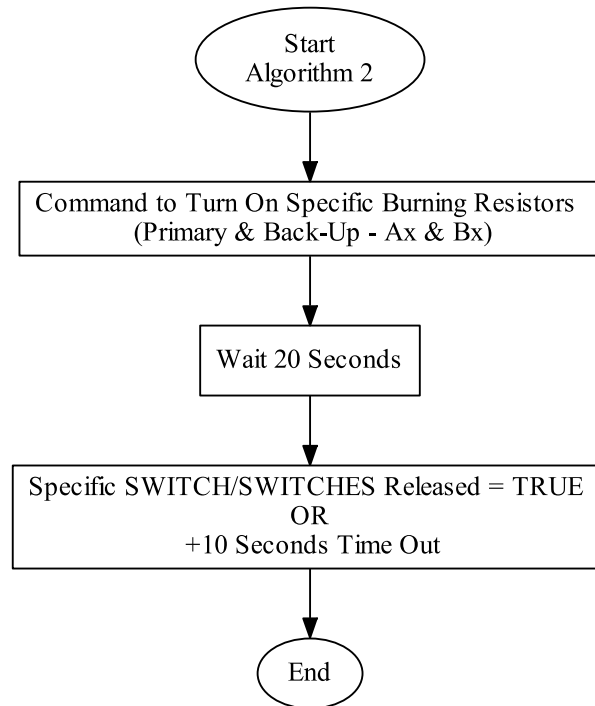 Start
Algorithm 2
Command to Turn On Specific Burning Resistors
(Primary & Back-Up - Ax & Bx)
Wait 20 Seconds
Specific SWITCH/SWITCHES Released = TRUE
OR
+10 Seconds Time Out
End